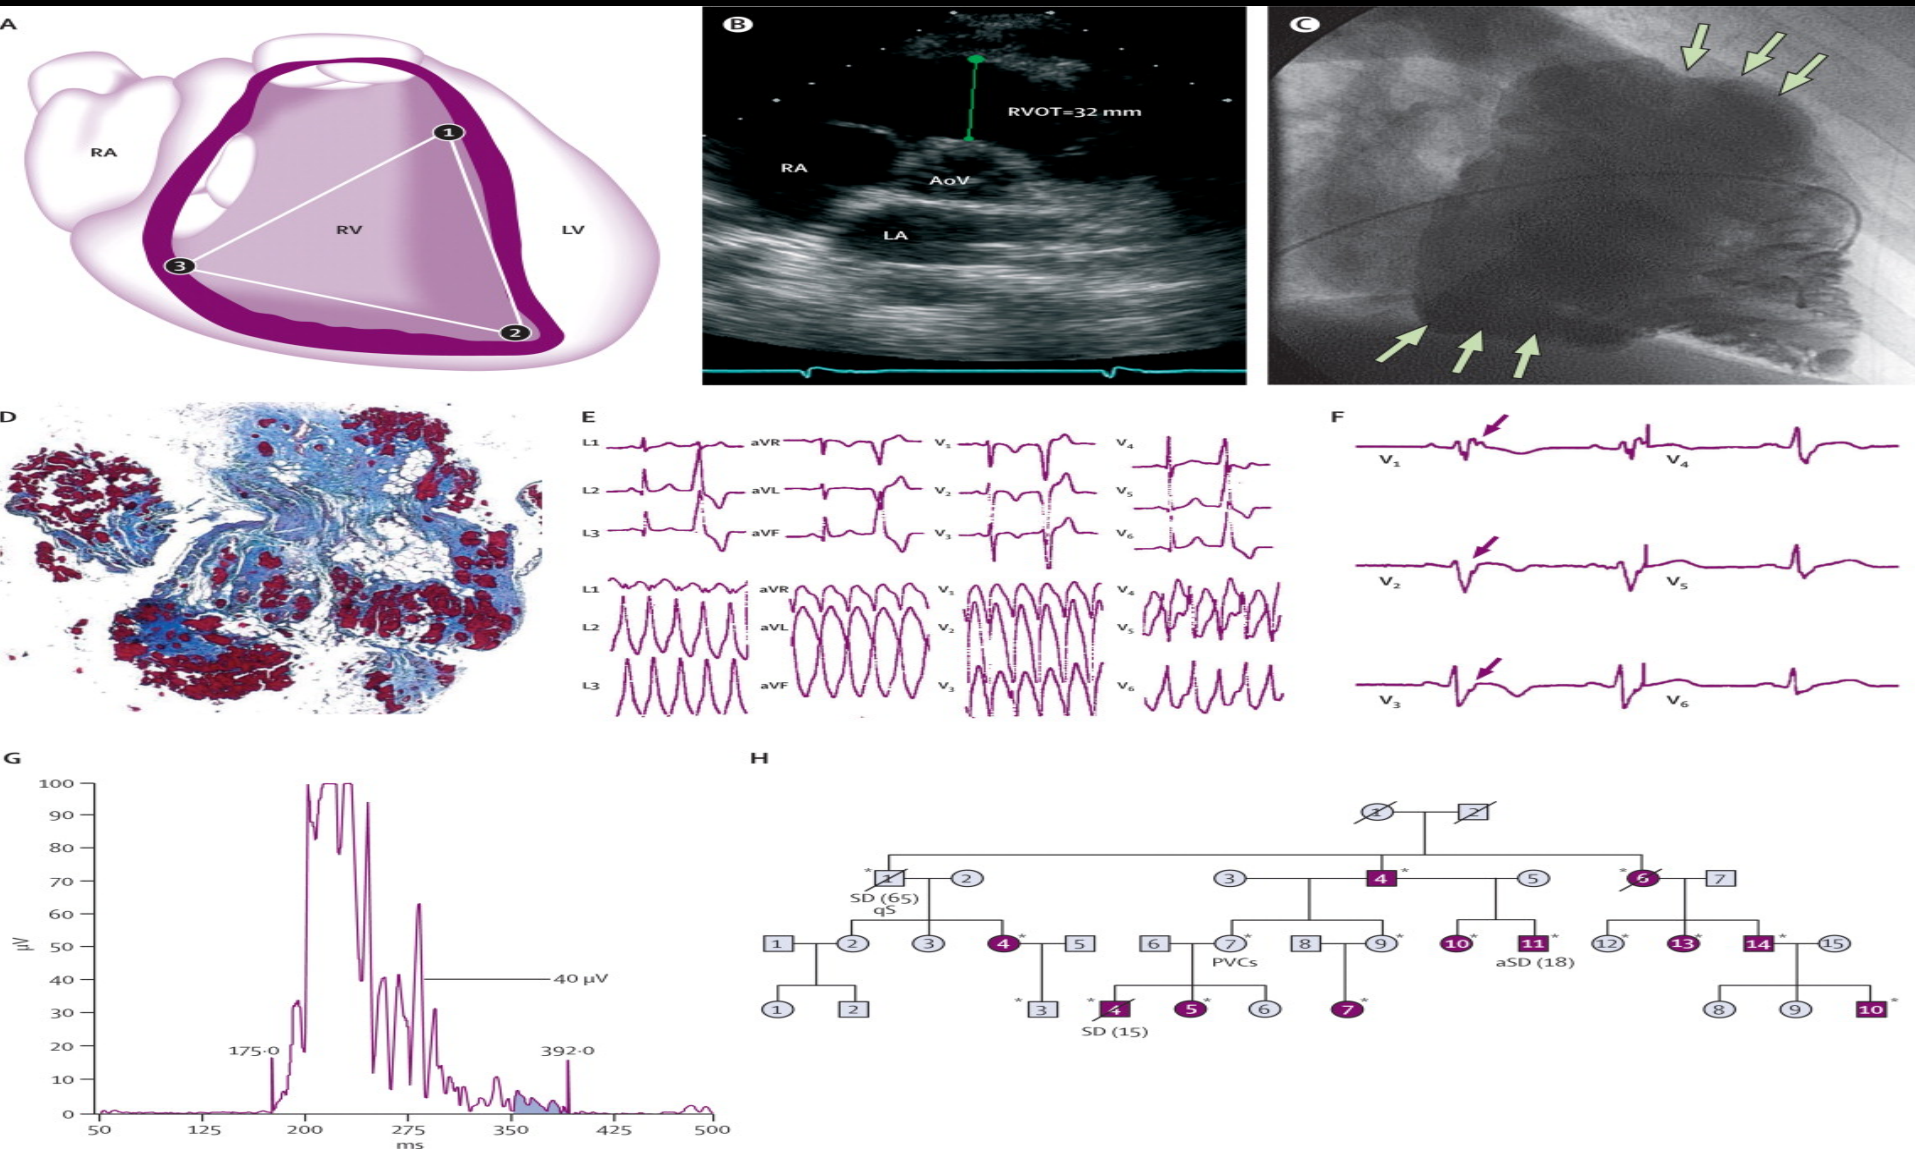 A
RA
RV
LV
1
2
3
B
RVOT=32 mm
RA
AoV
LA
C
D
E
L1 aVR V₁ V₄
L2 aVL V₂ V₅
L3 aVF V₃ V₆
L1 aVR V₁ V₄
L2 aVL V₂ V₅
L3 aVF V₃ V₆
F
V₁ V₄
V₂ V₅
V₃ V₆
G
100
90
80
70
60
50
40
30
20
10
0
µV
40 µV
175·0 392·0
50 125 200 275 350 425 500
ms
H
1 2
* 1 2 3 4 * 5 * 6 7
SD (65)
qS
1 2 3 4 * 5 6 7 * 8 9 * 10 * 11 * 12 * 13 * 14 * 15
PVCs aSD (18)
1 2 * 3 * 4 5 * 6 * 7 * 8 9 10 *
SD (15)